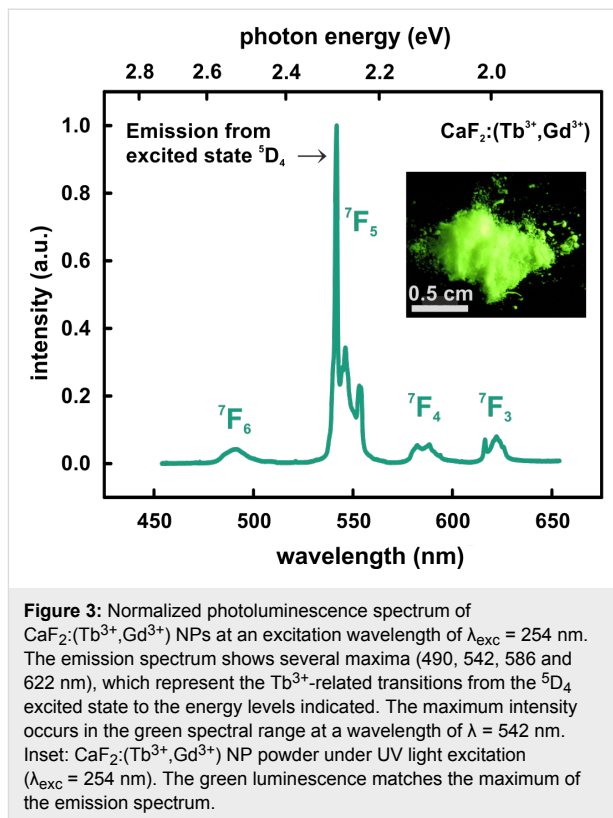 photon energy (eV)
2.8 2.6 2.4 2.2 2.0
Emission from
excited state ⁵D₄ →
CaF₂:(Tb³⁺,Gd³⁺)
1.0
0.8
0.6
0.4
0.2
0.0
intensity (a.u.)
0.5 cm
⁷F₆
⁷F₅
⁷F₄
⁷F₃
450 500 550 600 650
wavelength (nm)
Figure 3: Normalized photoluminescence spectrum of
CaF₂:(Tb³⁺,Gd³⁺) NPs at an excitation wavelength of λexc = 254 nm.
The emission spectrum shows several maxima (490, 542, 586 and
622 nm), which represent the Tb³⁺-related transitions from the ⁵D₄
excited state to the energy levels indicated. The maximum intensity
occurs in the green spectral range at a wavelength of λ = 542 nm.
Inset: CaF₂:(Tb³⁺,Gd³⁺) NP powder under UV light excitation
(λexc = 254 nm). The green luminescence matches the maximum of
the emission spectrum.